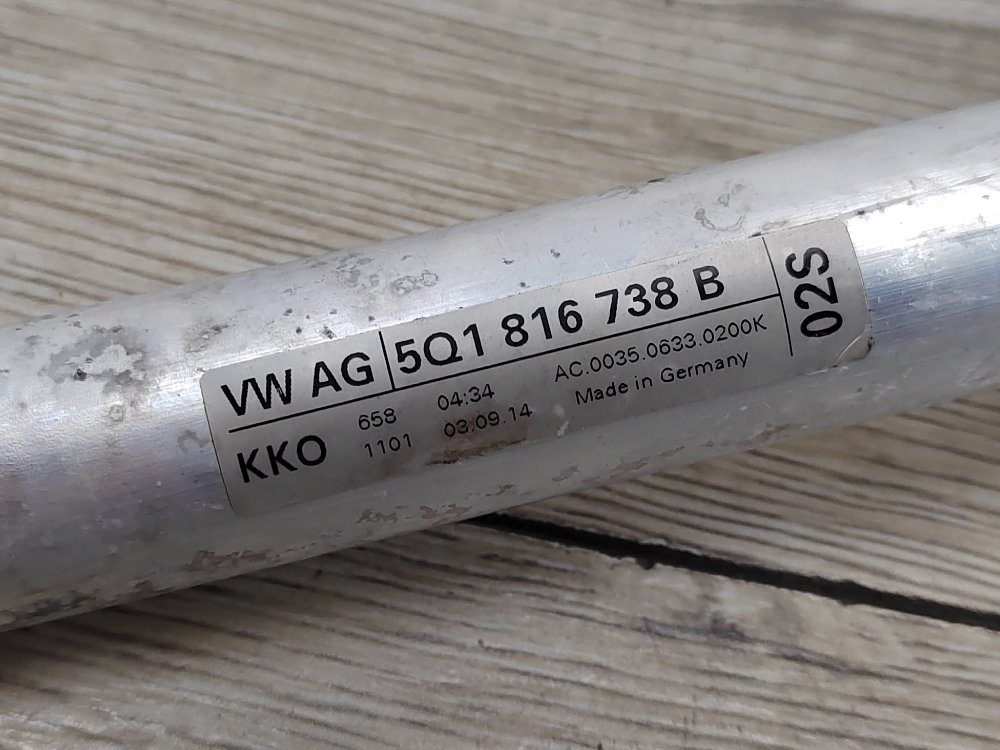 VW AG 5Q1 816 738 B
658 04:34 AC.0035.0633.0200K
KKO 1101 03.09.14 Made in Germany
02S